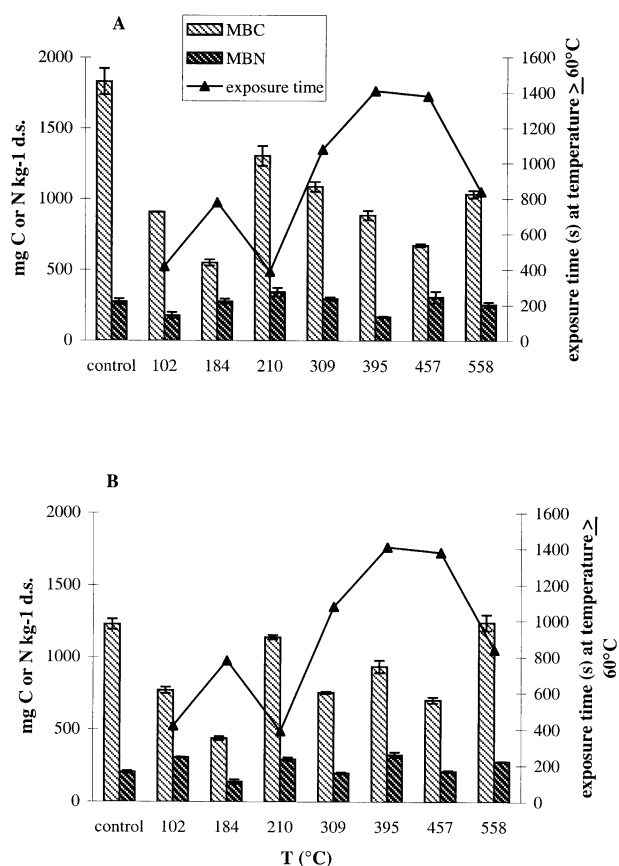 A
MBC
MBN
exposure time
mg C or N kg-1 d.s.
2000
1500
1000
500
0
1600
1400
1200
1000
800
600
400
200
0
exposure time (s) at temperature ≥ 60°C
control 102 184 210 309 395 457 558
B
mg C or N kg-1 d.s.
2000
1500
1000
500
0
1600
1400
1200
1000
800
600
400
200
0
exposure time (s) at temperature ≥
60°C
control 102 184 210 309 395 457 558
T (°C)